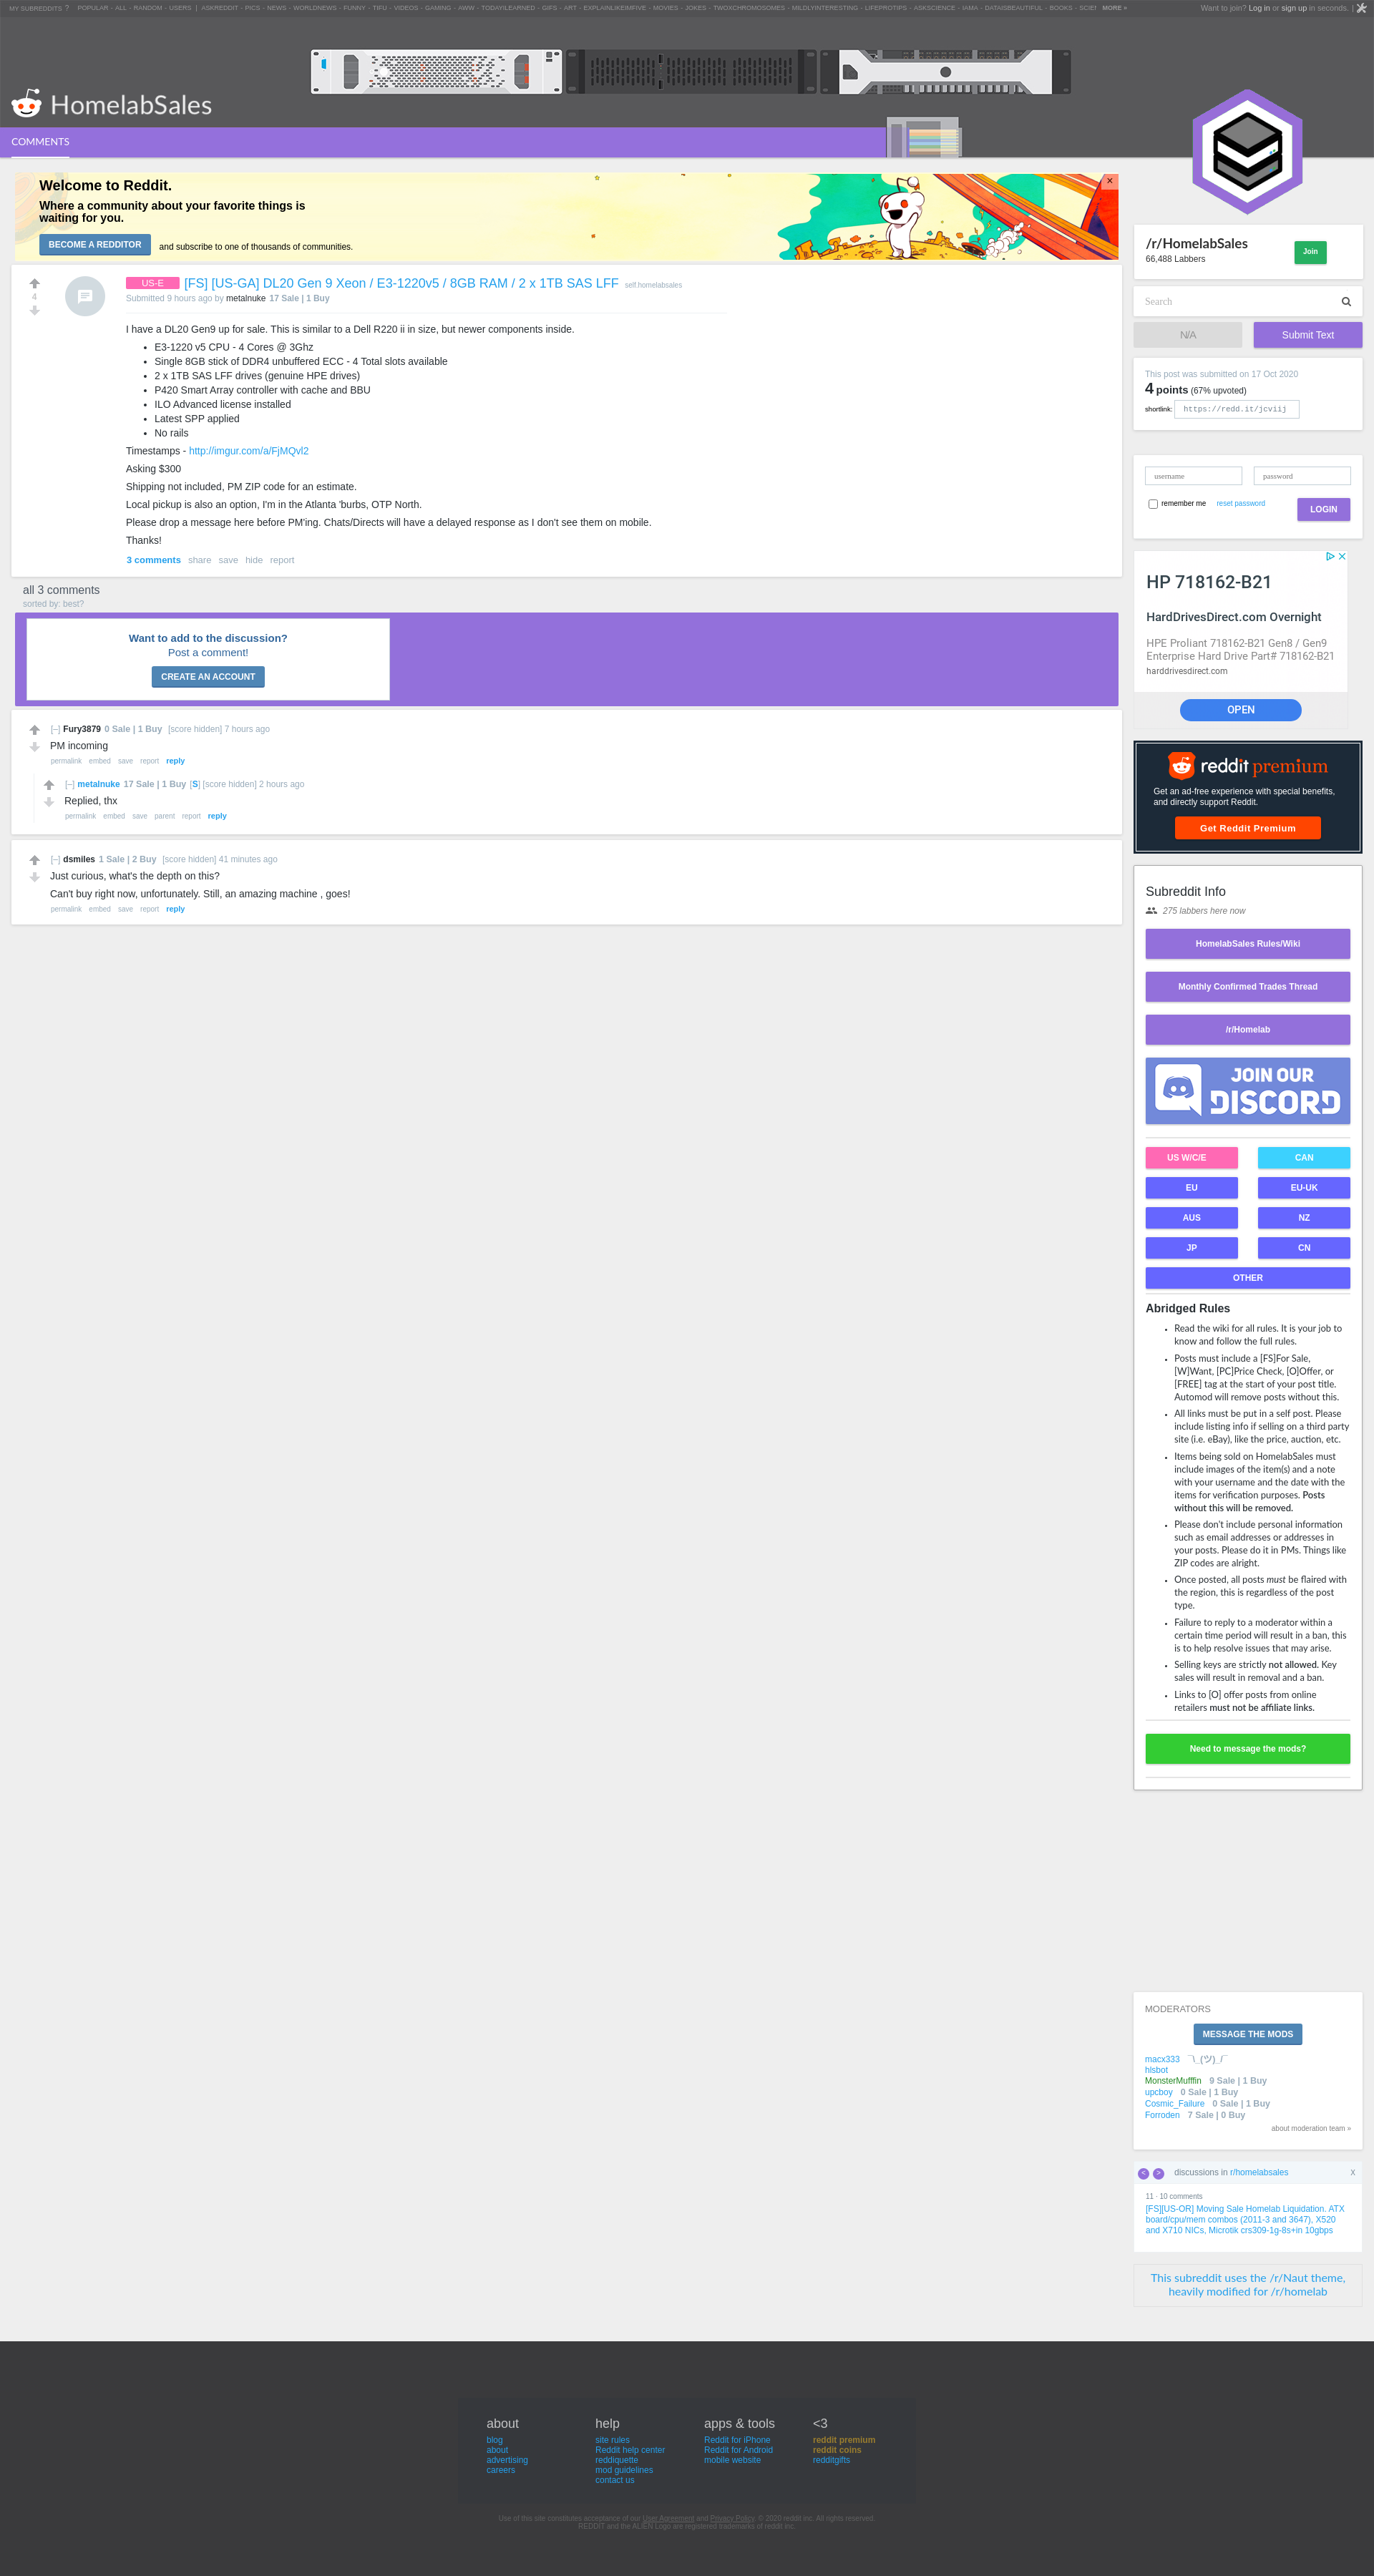 MY SUBREDDITS ? POPULAR - ALL - RANDOM - USERS | ASKREDDIT - PICS - NEWS - WORLDNEWS - FUNNY - TIFU - VIDEOS - GAMING - AWW - TODAYILEARNED - GIFS - ART - EXPLAINLIKEIMFIVE - MOVIES - JOKES - TWOXCHROMOSOMES - MILDLYINTERESTING - LIFEPROTIPS - ASKSCIENCE - IAMA - DATAISBEAUTIFUL - BOOKS - MORE »
Want to join? Log in or sign up in seconds. |
HomelabSales
COMMENTS
Welcome to Reddit.
Where a community about your favorite things is
waiting for you.
BECOME A REDDITOR and subscribe to one of thousands of communities.
×
4
US-E [FS] [US-GA] DL20 Gen 9 Xeon / E3-1220v5 / 8GB RAM / 2 x 1TB SAS LFF self.homelabsales
Submitted 9 hours ago by metalnuke 17 Sale | 1 Buy
I have a DL20 Gen9 up for sale. This is similar to a Dell R220 ii in size, but newer components inside.
• E3-1220 v5 CPU - 4 Cores @ 3Ghz
• Single 8GB stick of DDR4 unbuffered ECC - 4 Total slots available
• 2 x 1TB SAS LFF drives (genuine HPE drives)
• P420 Smart Array controller with cache and BBU
• ILO Advanced license installed
• Latest SPP applied
• No rails
Timestamps - http://imgur.com/a/FjMQvl2
Asking $300
Shipping not included, PM ZIP code for an estimate.
Local pickup is also an option, I'm in the Atlanta 'burbs, OTP North.
Please drop a message here before PM'ing. Chats/Directs will have a delayed response as I don't see them on mobile.
Thanks!
3 comments share save hide report
all 3 comments
sorted by: best?
Want to add to the discussion?
Post a comment!
CREATE AN ACCOUNT
[–] Fury3879 0 Sale | 1 Buy [score hidden] 7 hours ago
PM incoming
permalink embed save report reply
[–] metalnuke 17 Sale | 1 Buy [S] [score hidden] 2 hours ago
Replied, thx
permalink embed save parent report reply
[–] dsmiles 1 Sale | 2 Buy [score hidden] 41 minutes ago
Just curious, what's the depth on this?
Can't buy right now, unfortunately. Still, an amazing machine , goes!
permalink embed save report reply
/r/HomelabSales
66,488 Labbers
Join
Search
N/A
Submit Text
This post was submitted on 17 Oct 2020
4 points (67% upvoted)
shortlink: https://redd.it/jcviij
username
password
remember me reset password
LOGIN
HP 718162-B21
HardDrivesDirect.com Overnight
HPE Proliant 718162-B21 Gen8 / Gen9
Enterprise Hard Drive Part# 718162-B21
harddrivesdirect.com
OPEN
reddit premium
Get an ad-free experience with special benefits,
and directly support Reddit.
Get Reddit Premium
Subreddit Info
275 labbers here now
HomelabSales Rules/Wiki
Monthly Confirmed Trades Thread
/r/Homelab
JOIN OUR
DISCORD
US W/C/E
CAN
EU
EU-UK
AUS
NZ
JP
CN
OTHER
Abridged Rules
• Read the wiki for all rules. It is your job to
know and follow the full rules.
• Posts must include a [FS]For Sale,
[W]Want, [PC]Price Check, [O]Offer, or
[FREE] tag at the start of your post title.
Automod will remove posts without this.
• All links must be put in a self post. Please
include listing info if selling on a third party
site (i.e. eBay), like the price, auction, etc.
• Items being sold on HomelabSales must
include images of the item(s) and a note
with your username and the date with the
items for verification purposes. Posts
without this will be removed.
• Please don't include personal information
such as email addresses or addresses in
your posts. Please do it in PMs. Things like
ZIP codes are alright.
• Once posted, all posts must be flaired with
the region, this is regardless of the post
type.
• Failure to reply to a moderator within a
certain time period will result in a ban, this
is to help resolve issues that may arise.
• Selling keys are strictly not allowed. Key
sales will result in removal and a ban.
• Links to [O] offer posts from online
retailers must not be affiliate links.
Need to message the mods?
MODERATORS
MESSAGE THE MODS
macx333 ¯\_(ツ)_/¯
hlsbot
MonsterMufffin 9 Sale | 1 Buy
upcboy 0 Sale | 1 Buy
Cosmic_Failure 0 Sale | 1 Buy
Forroden 7 Sale | 0 Buy
about moderation team »
< > discussions in r/homelabsales X
11 · 10 comments
[FS][US-OR] Moving Sale Homelab Liquidation. ATX
board/cpu/mem combos (2011-3 and 3647), X520
and X710 NICs, Microtik crs309-1g-8s+in 10gbps
This subreddit uses the /r/Naut theme,
heavily modified for /r/homelab
about
blog
about
advertising
careers
help
site rules
Reddit help center
reddiquette
mod guidelines
contact us
apps & tools
Reddit for iPhone
Reddit for Android
mobile website
<3
reddit premium
reddit coins
redditgifts
Use of this site constitutes acceptance of our User Agreement and Privacy Policy. © 2020 reddit inc. All rights reserved.
REDDIT and the ALIEN Logo are registered trademarks of reddit inc.